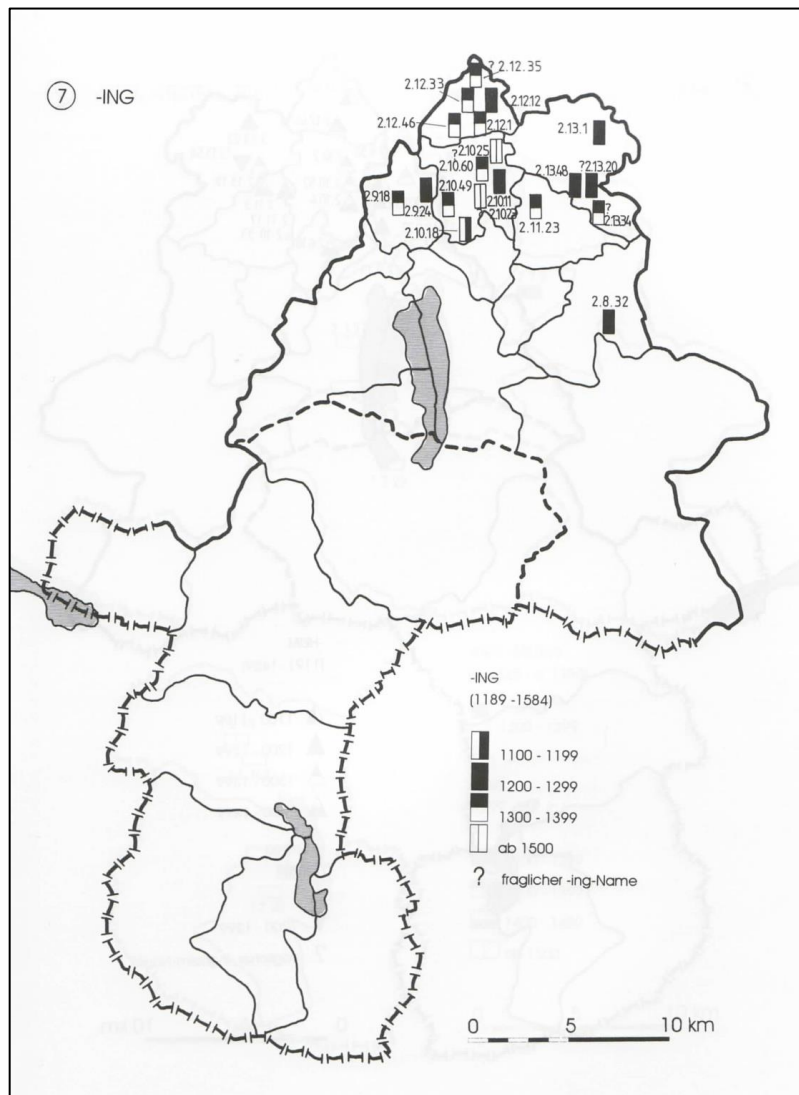 ⑦ -ING
? 2.12.35
2.12.33
2.12.12
2.12.46
2.12.1
2.13.1
?
2.10.25
2.10.60
2.13.48
?2.13.20
2.9.18
2.9.24
2.10.49
2.10.11
2.10.23
2.11.23
?
2.13.34
2.10.18
2.8.32
-ING
(1189 -1584)
1100 - 1199
1200 - 1299
1300 - 1399
ab 1500
? fraglicher -ing-Name
0 5 10 km